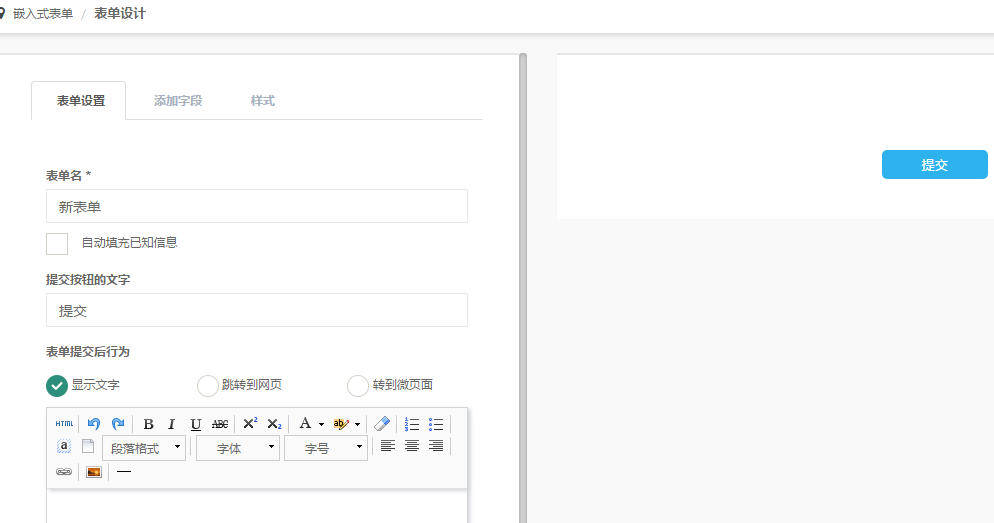 嵌入式表单 / 表单设计
表单设置 添加字段 样式
提交
表单名 *
新表单
自动填充已知信息
提交按钮的文字
提交
表单提交后行为
显示文字 跳转到网页 转到微页面
HTML B I U ABC X² X₂ A ab
a 段落格式 字体 字号